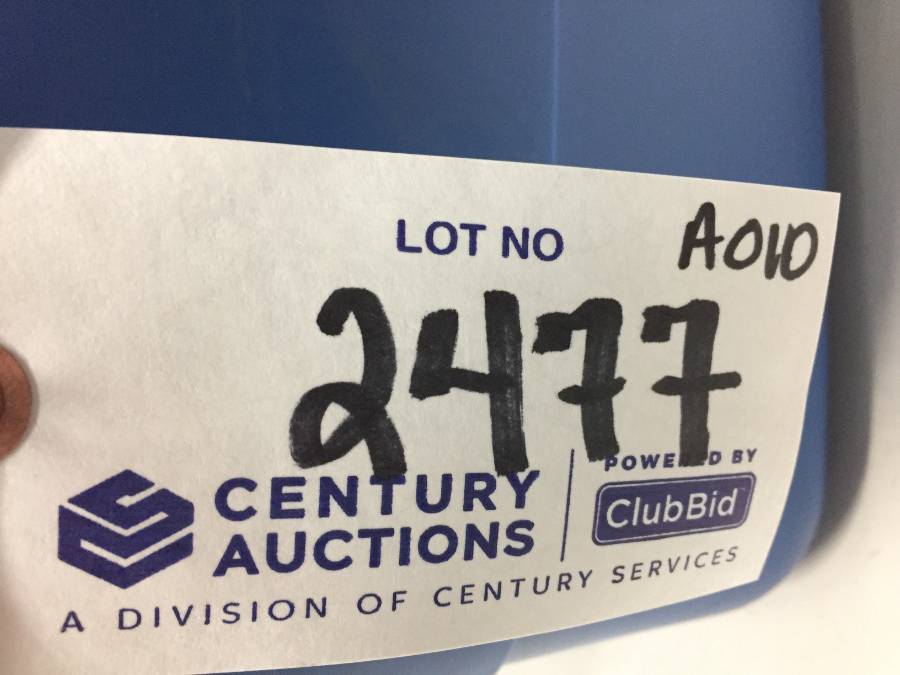 LOT NO
A010
2477
CENTURY
AUCTIONS
POWERED BY
ClubBid
A DIVISION OF CENTURY SERVICES